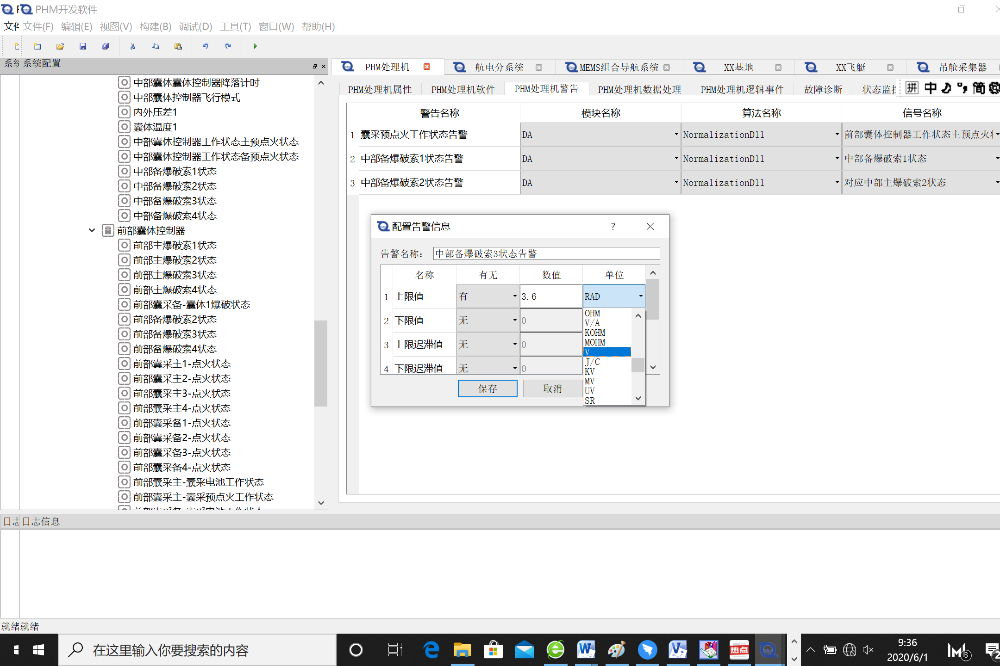 PHM开发软件
文件(F) 编辑(E) 视图(V) 构建(B) 调试(D) 工具(T) 窗口(W) 帮助(H)
系统配置
中部囊体囊体控制器降落计时
中部囊体控制器飞行模式
内外压差1
囊体温度1
中部囊体控制器工作状态主预点火状态
中部囊体控制器工作状态备预点火状态
中部备爆破索1状态
中部备爆破索2状态
中部备爆破索3状态
中部备爆破索4状态
前部囊体控制器
前部主爆破索1状态
前部主爆破索2状态
前部主爆破索3状态
前部主爆破索4状态
前部囊采备-囊体1爆破状态
前部备爆破索2状态
前部备爆破索3状态
前部备爆破索4状态
前部囊采主1-点火状态
前部囊采主2-点火状态
前部囊采主3-点火状态
前部囊采主4-点火状态
前部囊采备1-点火状态
前部囊采备2-点火状态
前部囊采备3-点火状态
前部囊采备4-点火状态
前部囊采主-囊采电池工作状态
前部囊采主-囊采预点火工作状态
PHM处理机 航电分系统 MEMS组合导航系统 XX基地 XX飞艇 吊舱采集器
PHM处理机属性 PHM处理机软件 PHM处理机警告 PHM处理机数据处理 PHM处理机逻辑事件 故障诊断 状态监
拼 中 简
警告名称 模块名称 算法名称 信号名称
1 囊采预点火工作状态告警 DA NormalizationDll 前部囊体控制器工作状态主预点火
2 中部备爆破索1状态告警 DA NormalizationDll 中部备爆破索1状态
3 中部备爆破索2状态告警 DA NormalizationDll 对应中部主爆破索2状态
配置告警信息 ?
告警名称: 中部备爆破索3状态告警
名称 有无 数值 单位
1 上限值 有 3.6 RAD
2 下限值 无 0
3 上限迟滞值 无 0
4 下限迟滞值 无 0
OHM
V/A
KOHM
MOHM
V
J/C
KV
MV
UV
SR
保存 取消
日志信息
就绪就绪
在这里输入你要搜索的内容
热点
9:36
2020/6/1
3
2